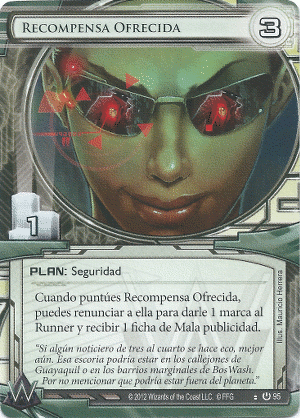 RECOMPENSA OFRECIDA
3
1
PLAN: Seguridad
Cuando puntúes Recompensa Ofrecida,
puedes renunciar a ella para darle 1 marca al
Runner y recibir 1 ficha de Mala publicidad.
“Si algún noticiero de tres al cuarto se hace eco, mejor
aún. Esa escoria podría estar en los callejones de
Guayaquil o en los barrios marginales de BosWash.
Por no mencionar que podría estar fuera del planeta.”
Ilus. Mauricio Herrera
© 2012 Wizards of the Coast LLC. © FFG
95